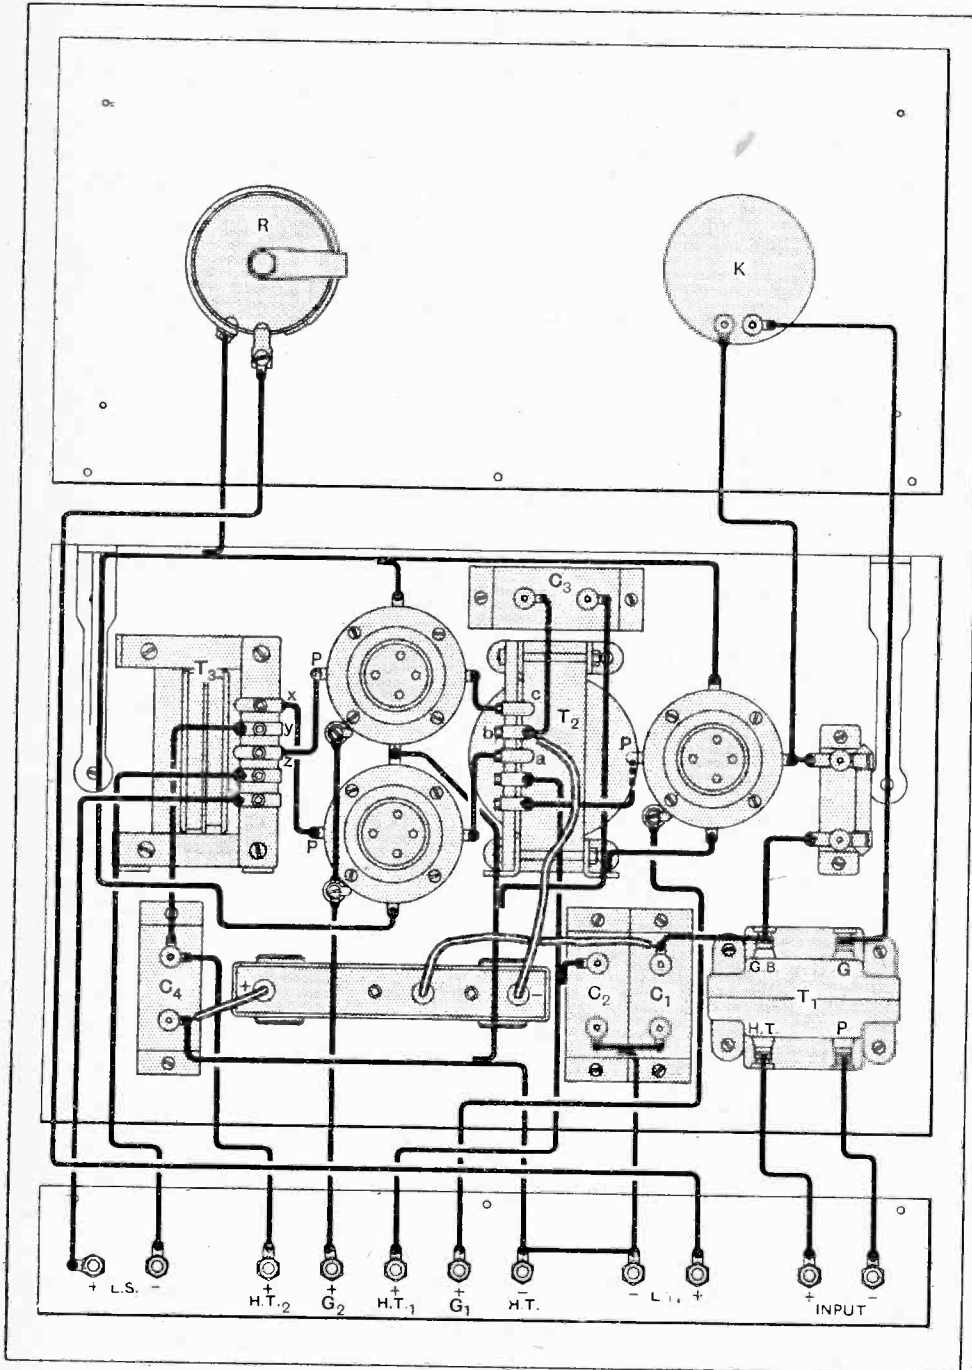 R
K
C3
P
T3
x
y
z
c
b
T2
a
P
P
C4
+
-
C2
C1
G.B
G
T1
H.T.
P
+ L.S. -
+ H.T.2
+ G2
+ H.T.1
+ G1
- H.T.
- L.T. +
+ INPUT -